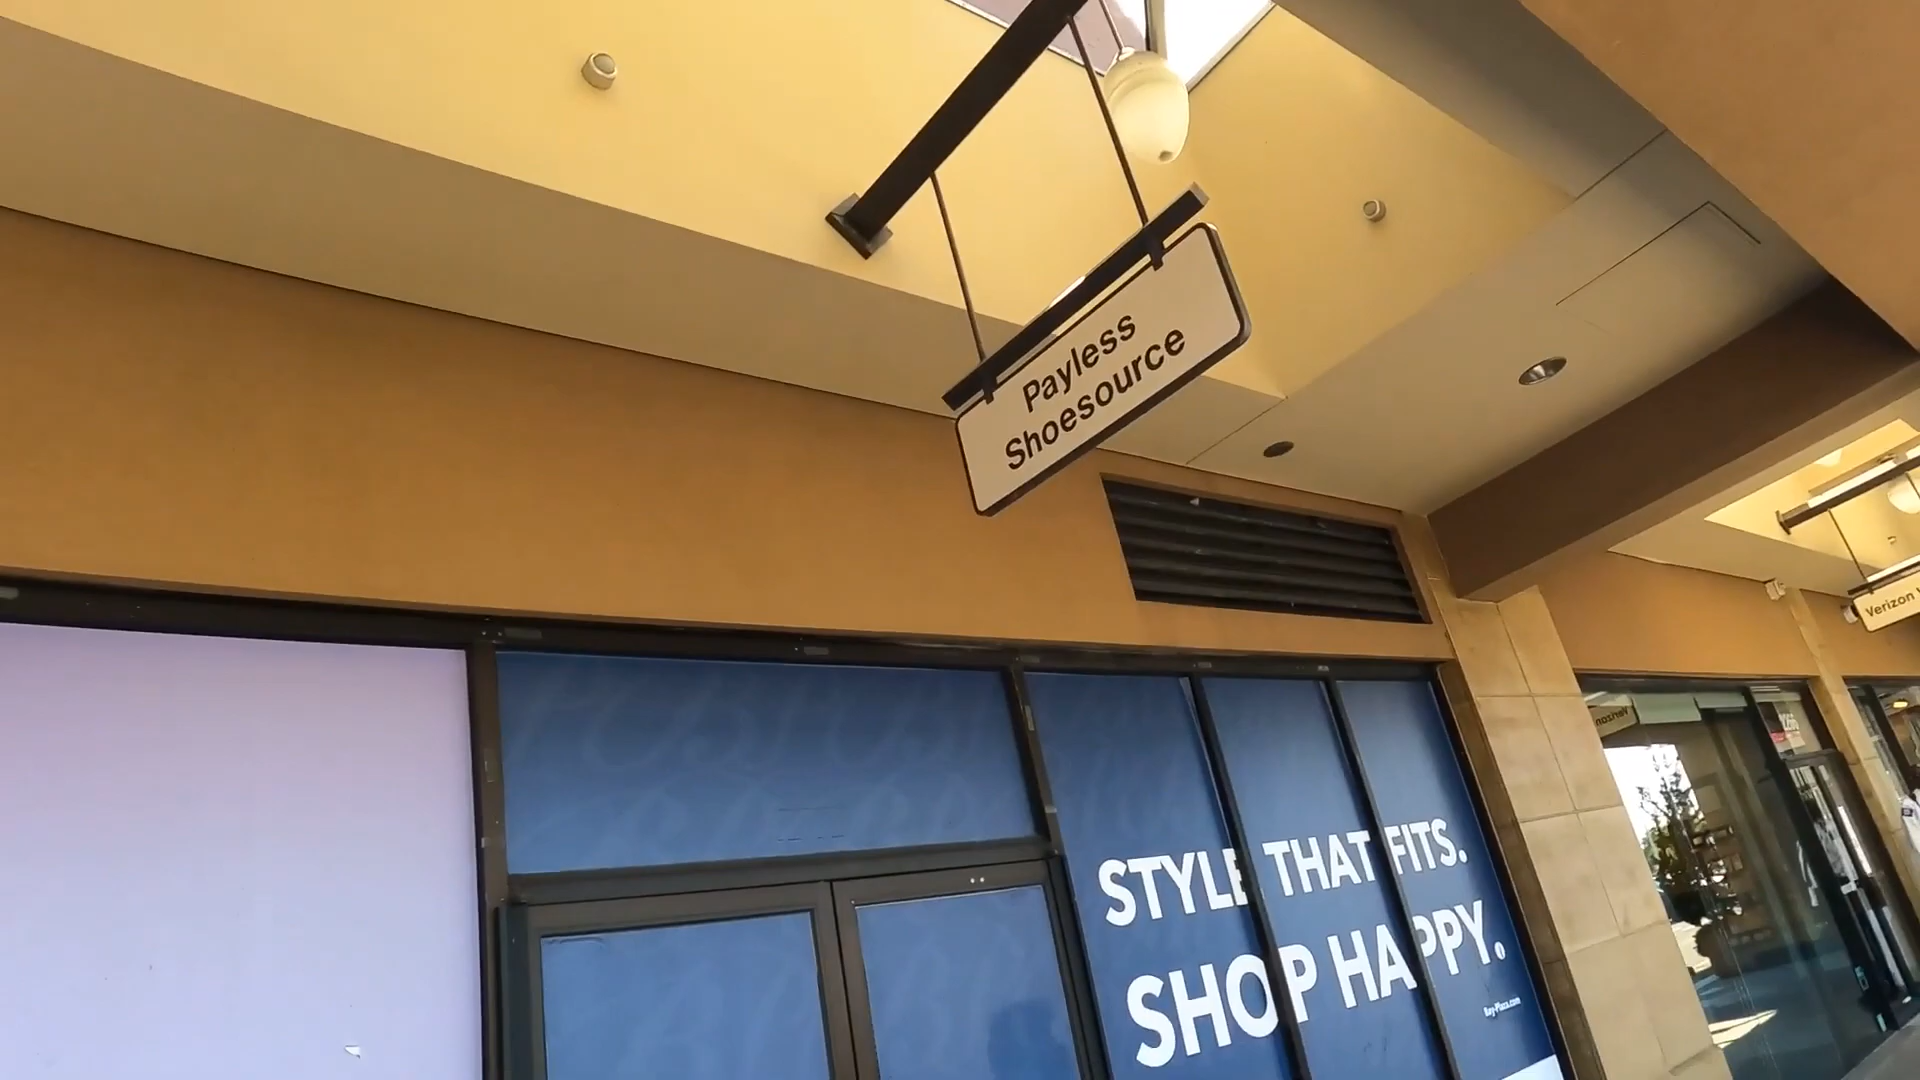 Payless
Shoesource
Verizon
STYLE THAT FITS.
SHOP HAPPY.